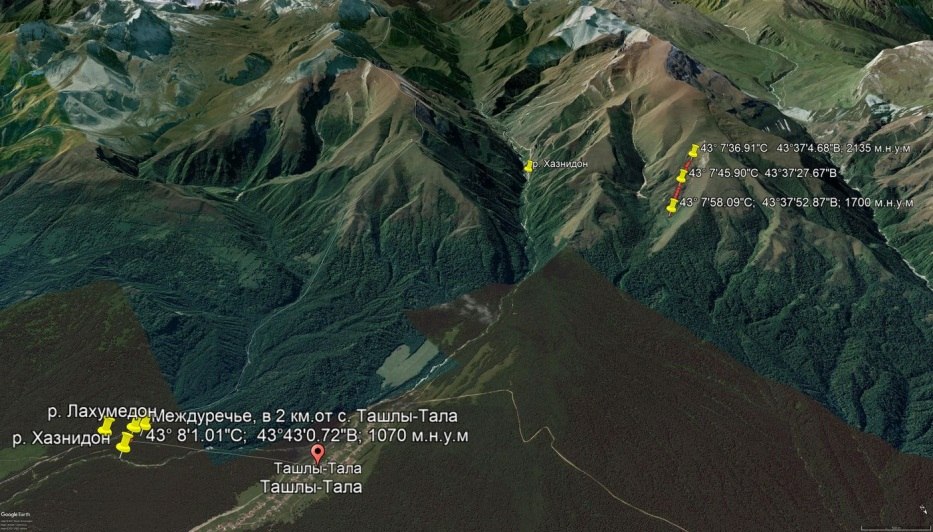 43° 7'36.91"С 43°37'4.68"В 2135 м.н.у.м
р. Хазнидон
43° 7'45.90"С 43°37'27.67"В
43° 7'58.09"С; 43°37'52.87"В; 1700 м.н.у.м
р. Лахумедон
Междуречье, в 2 км.от с. Ташлы-Тала
р. Хазнидон
43° 8'1.01"С; 43°43'0.72"В; 1070 м.н.у.м
Ташлы-Тала
Ташлы-Тала
Google Earth